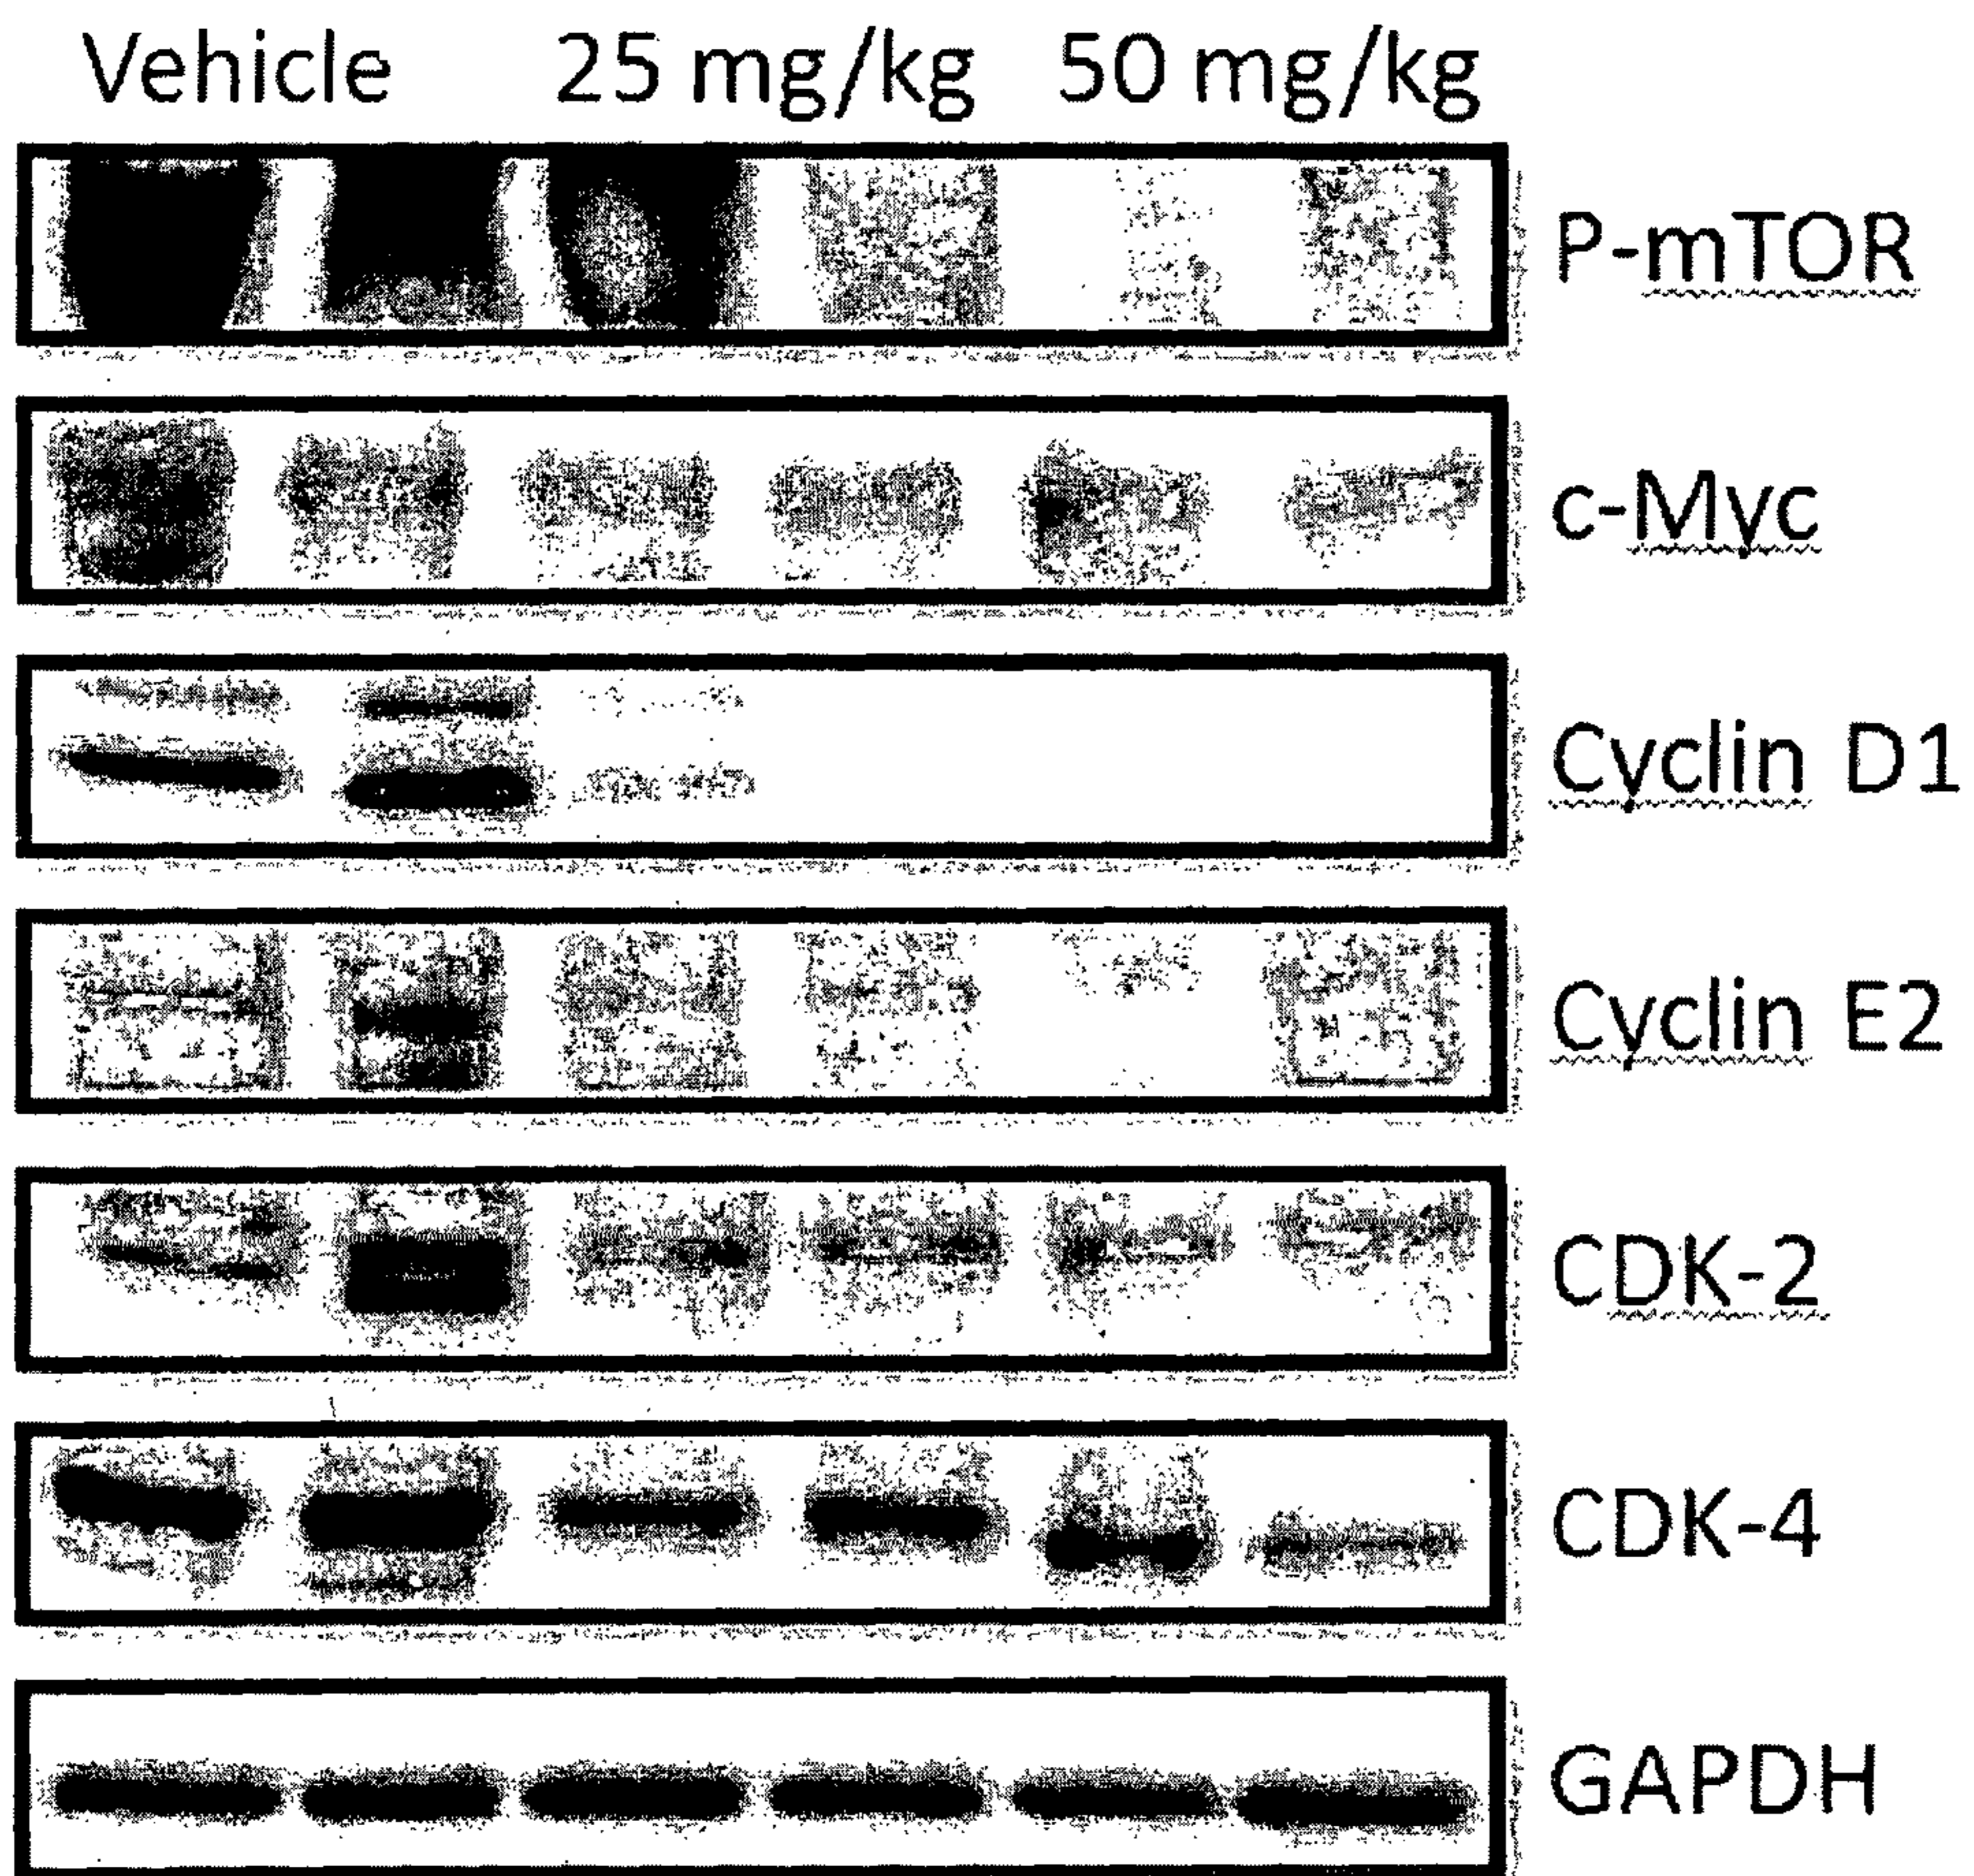 Vehicle 25 mg/kg 50 mg/kg
P-mTOR
c-Myc
Cyclin D1
Cyclin E2
CDK-2
CDK-4
GAPDH